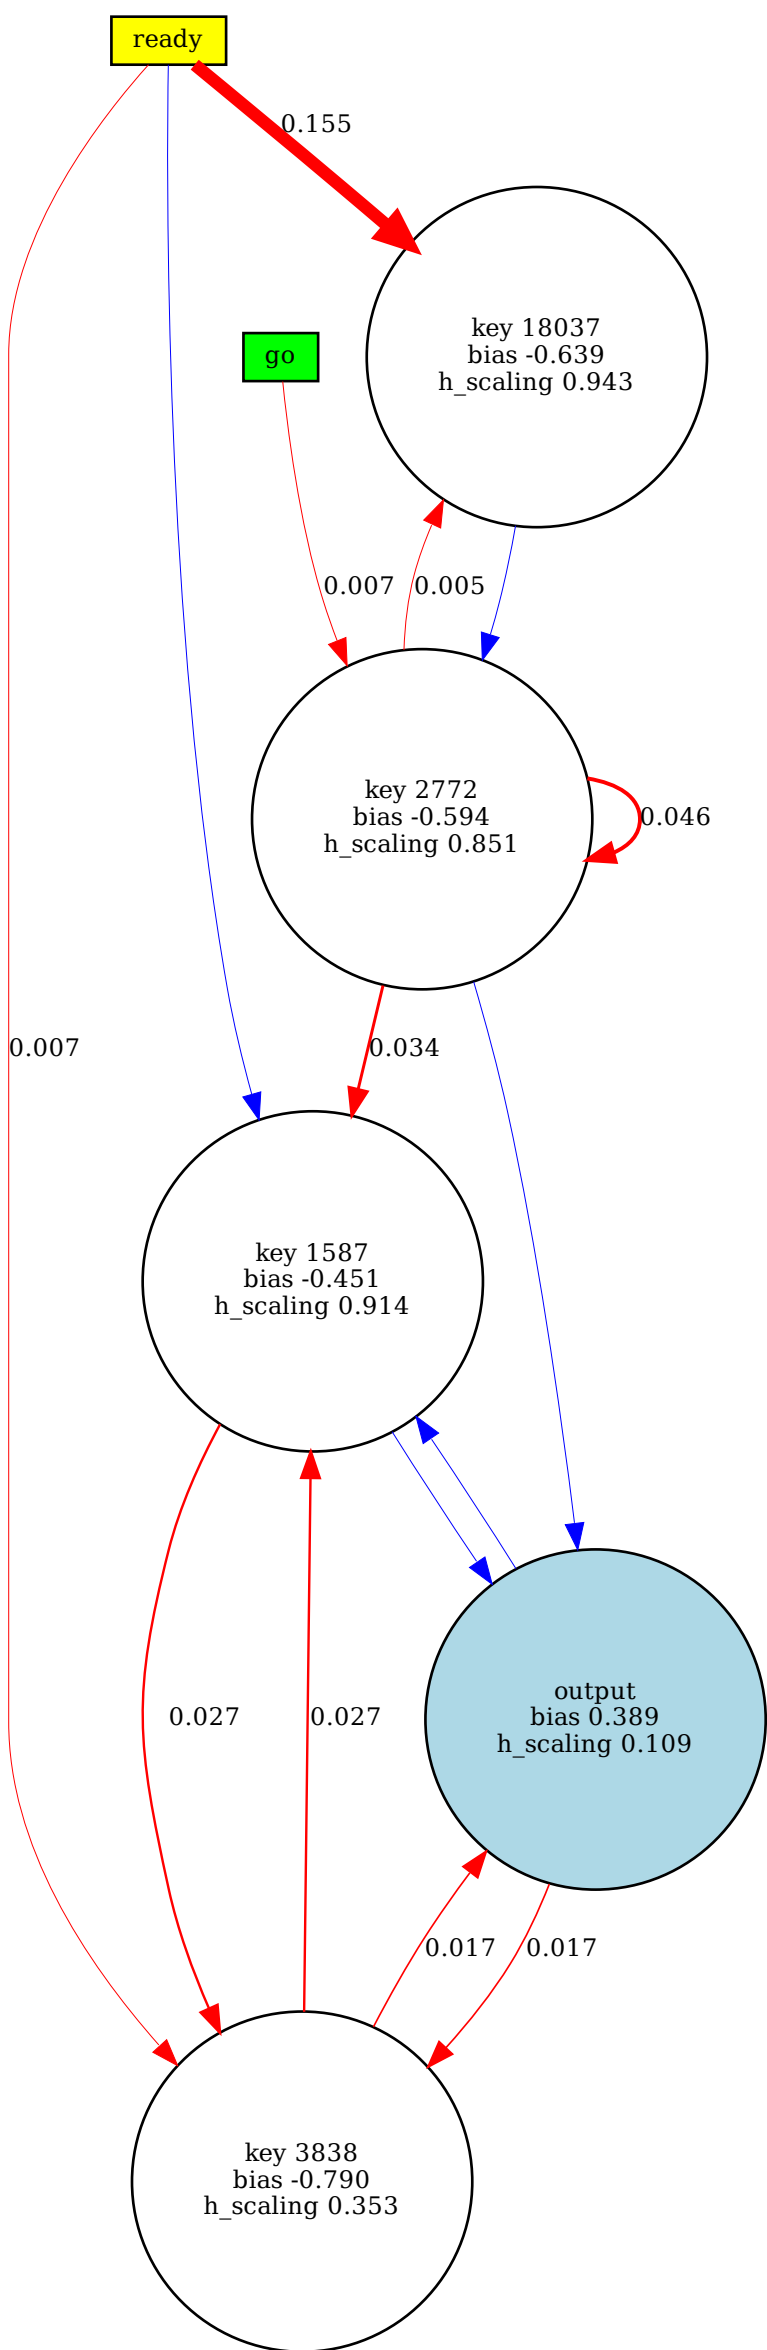 ready
0.155
key 18037
bias -0.639
h_scaling 0.943
go
0.007
0.005
key 2772
bias -0.594
h_scaling 0.851
0.046
0.007
0.034
key 1587
bias -0.451
h_scaling 0.914
0.027
0.027
output
bias 0.389
h_scaling 0.109
0.017
0.017
key 3838
bias -0.790
h_scaling 0.353